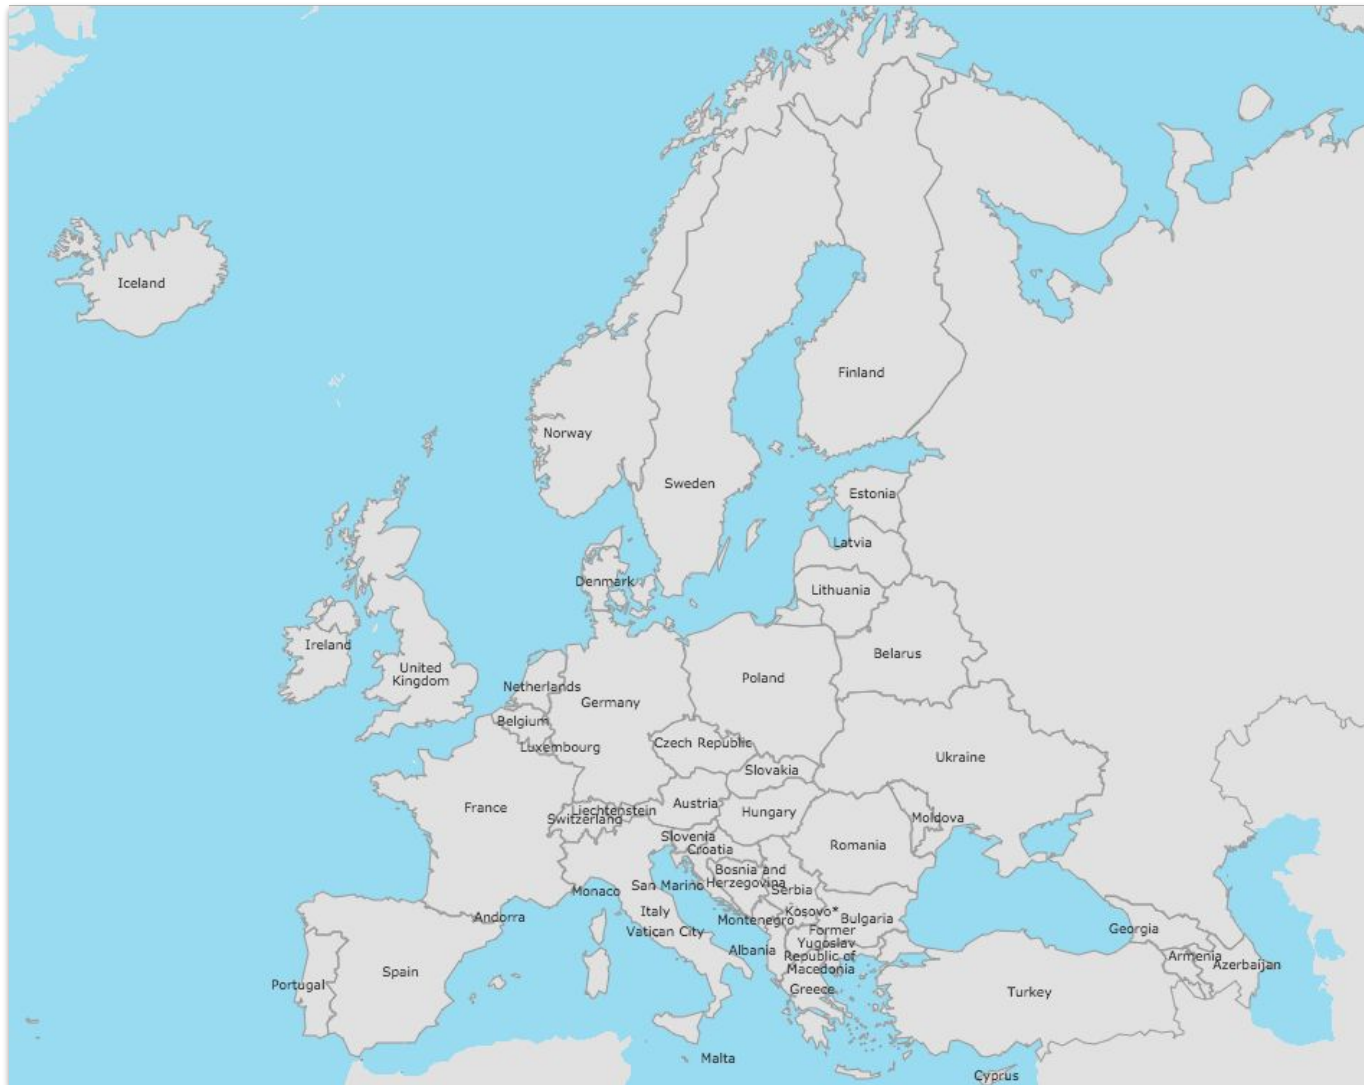 Iceland
Finland
Norway
Sweden
Estonia
Latvia
Denmark
Lithuania
Ireland
Belarus
United
Kingdom
Poland
Netherlands
Germany
Belgium
Czech Republic
Luxembourg
Ukraine
Slovakia
Austria
France
Liechtenstein
Hungary
Switzerland
Moldova
Slovenia
Romania
Croatia
Bosnia and
Herzegovina
San Marino
Serbia
Monaco
Italy
Kosovo*
Andorra
Montenegro
Bulgaria
Vatican City
Former
Yugoslav
Republic of
Macedonia
Georgia
Albania
Armenia
Azerbaijan
Spain
Portugal
Greece
Turkey
Malta
Cyprus